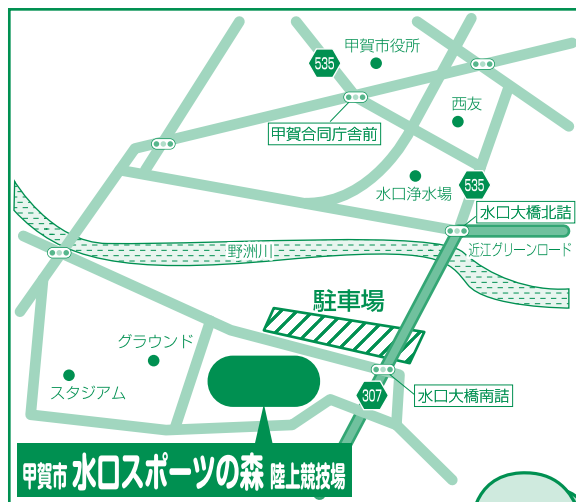 甲賀市役所
535
西友
甲賀合同庁舎前
水口浄水場
535
水口大橋北詰
近江グリーンロード
野洲川
駐車場
グラウンド
スタジアム
307
水口大橋南詰
甲賀市 水口スポーツの森 陸上競技場